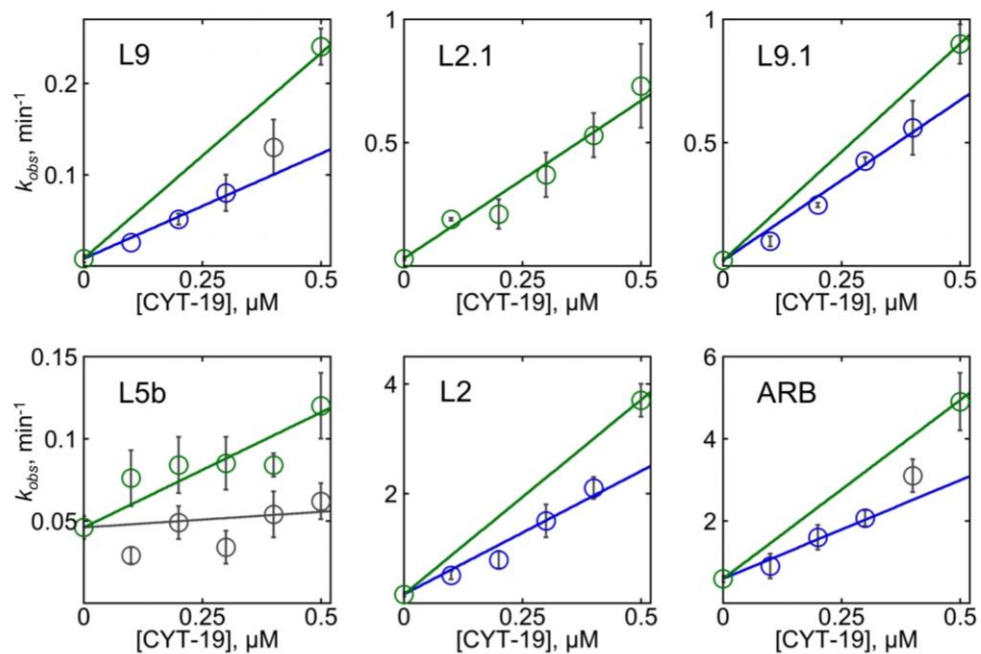 L9
0.2
0.1
k_obs, min⁻¹
0 0.25 0.5
[CYT-19], µM
L2.1
1
0.5
0 0.25 0.5
[CYT-19], µM
L9.1
1
0.5
0 0.25 0.5
[CYT-19], µM
L5b
0.15
0.1
0.05
k_obs, min⁻¹
0 0.25 0.5
[CYT-19], µM
L2
4
2
0 0.25 0.5
[CYT-19], µM
ARB
6
4
2
0 0.25 0.5
[CYT-19], µM